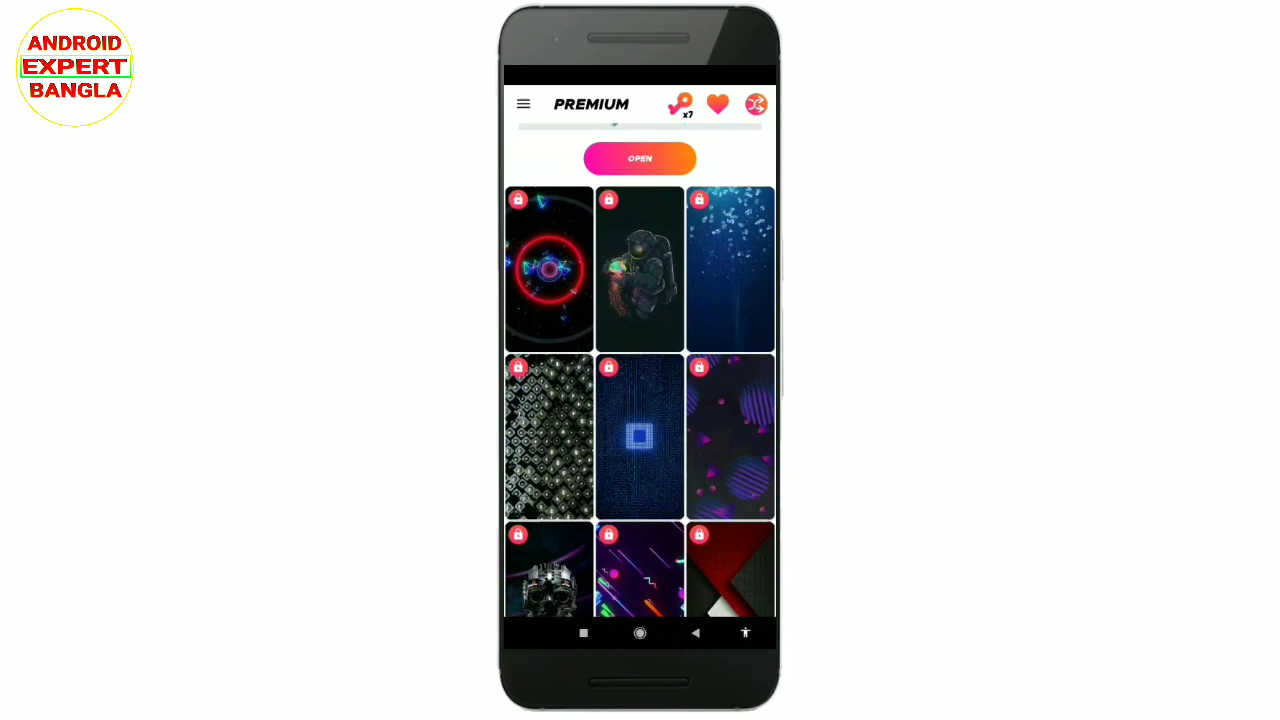 ANDROID
EXPERT
BANGLA
PREMIUM
x7
OPEN